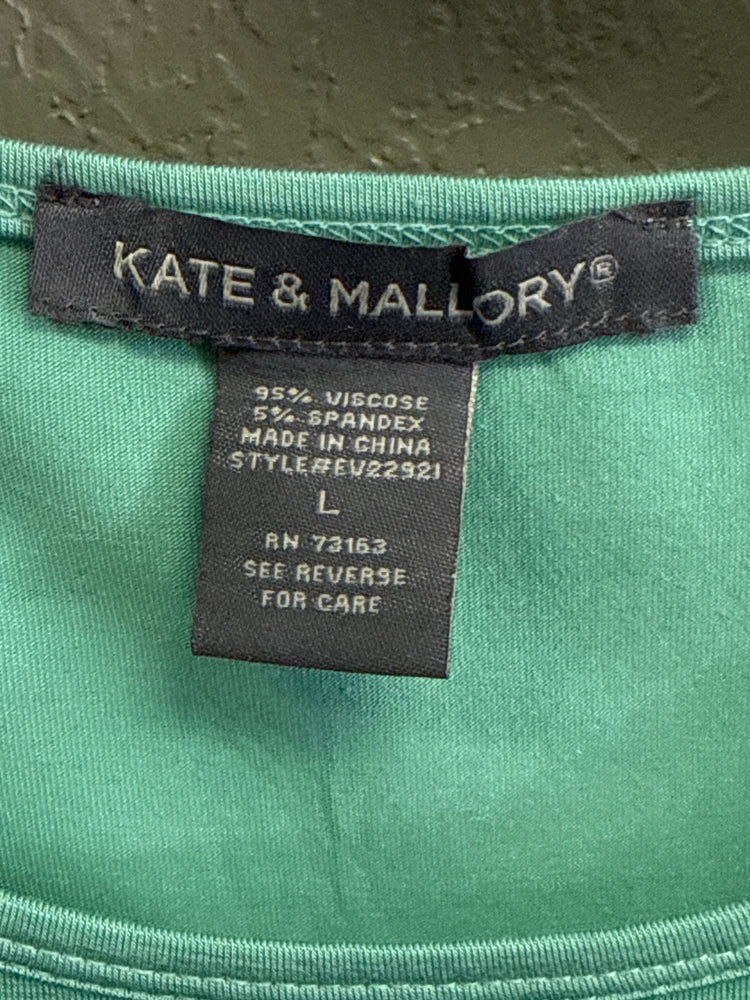 KATE & MALLORY®
95% VISCOSE
5% SPANDEX
MADE IN CHINA
STYLE#EV22921
L
RN 73163
SEE REVERSE
FOR CARE